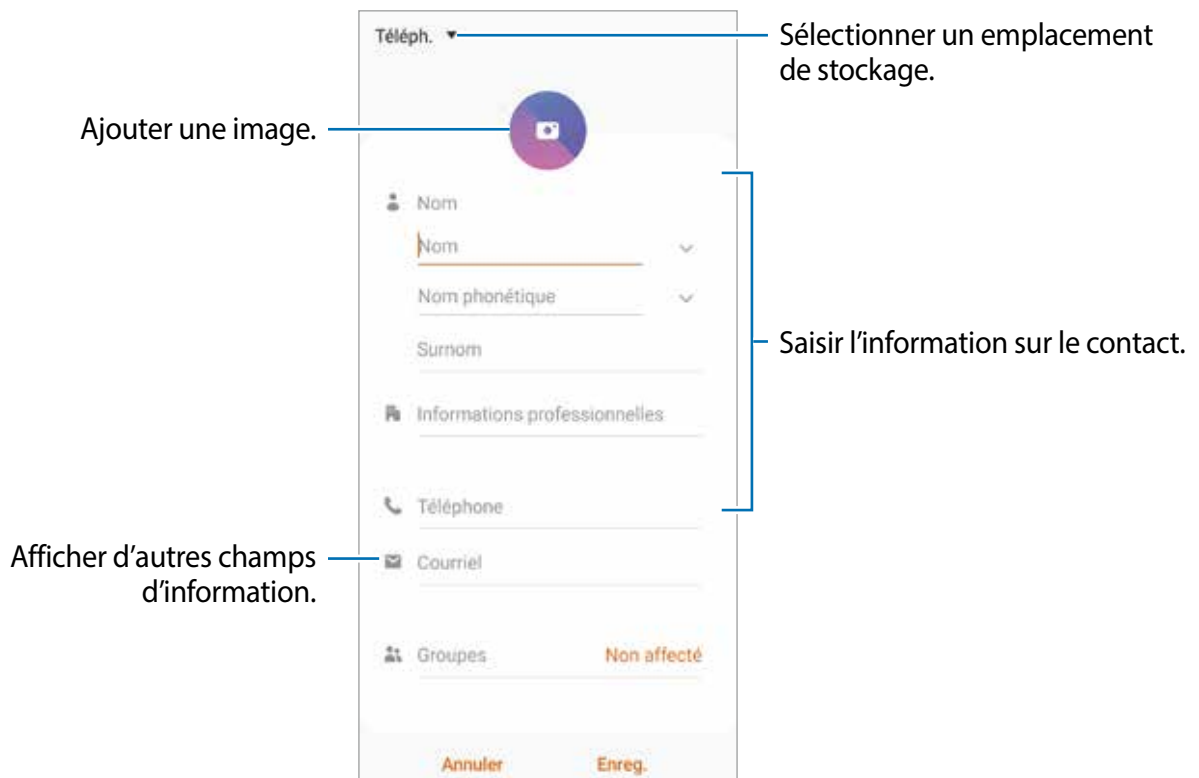 Téléph.
Sélectionner un emplacement
de stockage.
Ajouter une image.
Nom
Nom
Nom phonétique
Surnom
Saisir l’information sur le contact.
Informations professionnelles
Téléphone
Afficher d’autres champs
d’information.
Courriel
Groupes Non affecté
Annuler Enreg.